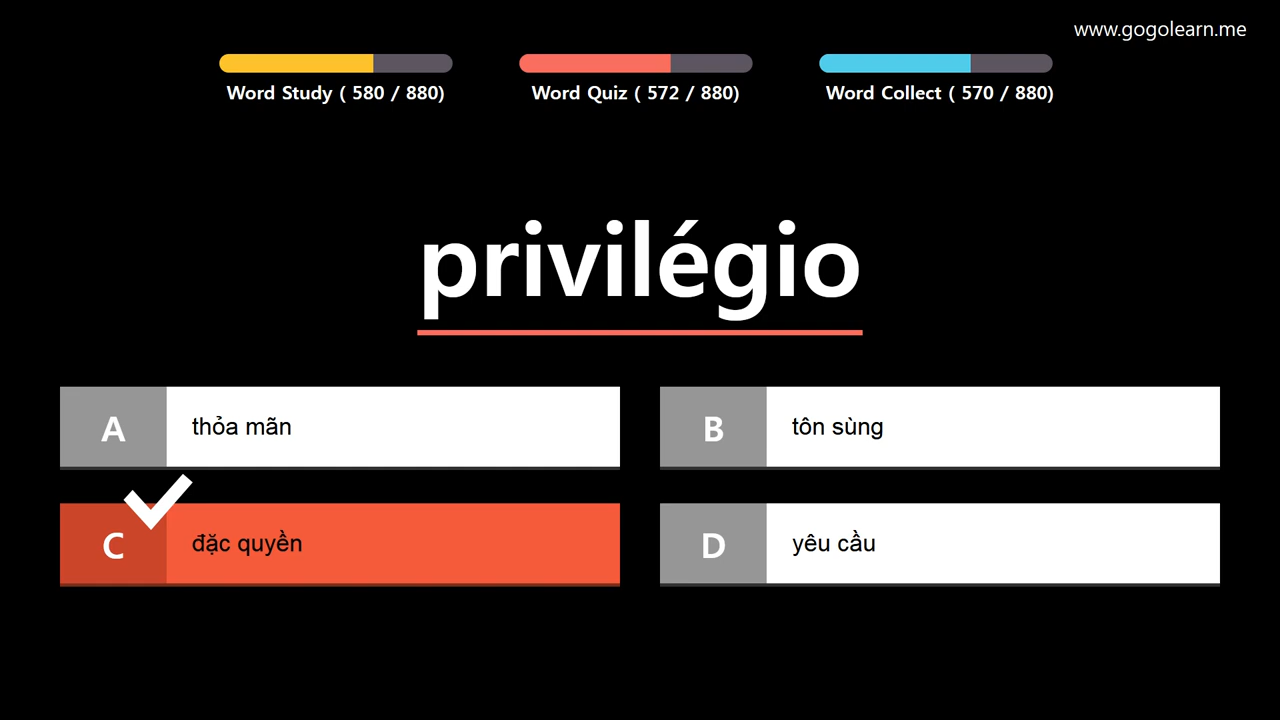 www.gogolearn.me
Word Study ( 580 / 880)
Word Quiz ( 572 / 880)
Word Collect ( 570 / 880)
privilégio
A
thỏa mãn
B
tôn sùng
C
đặc quyền
D
yêu cầu